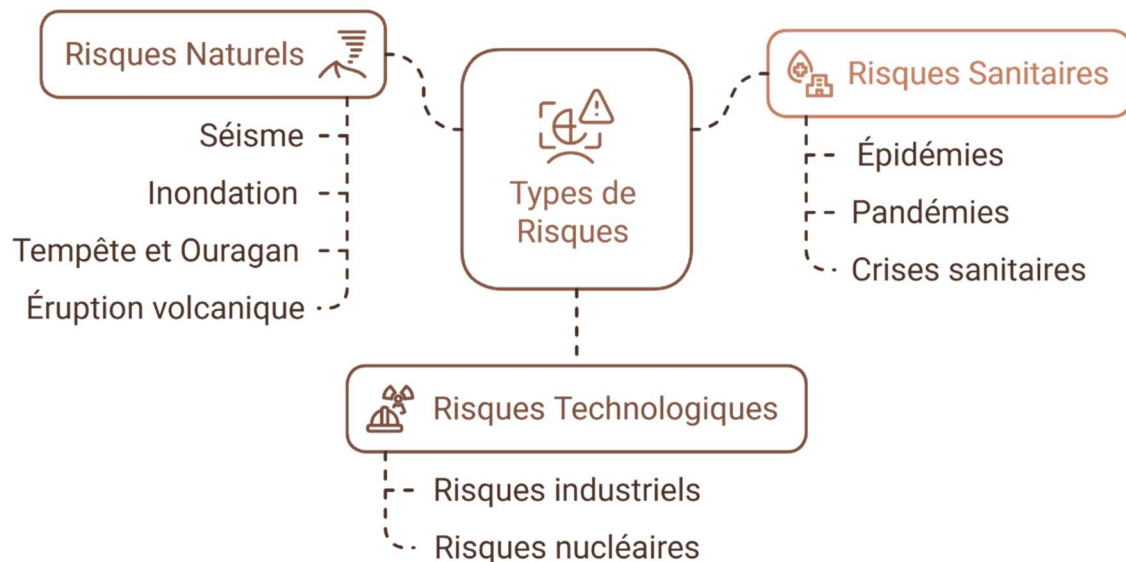 Risques Naturels
Séisme
Inondation
Tempête et Ouragan
Éruption volcanique
Types de
Risques
Risques Sanitaires
Épidémies
Pandémies
Crises sanitaires
Risques Technologiques
Risques industriels
Risques nucléaires